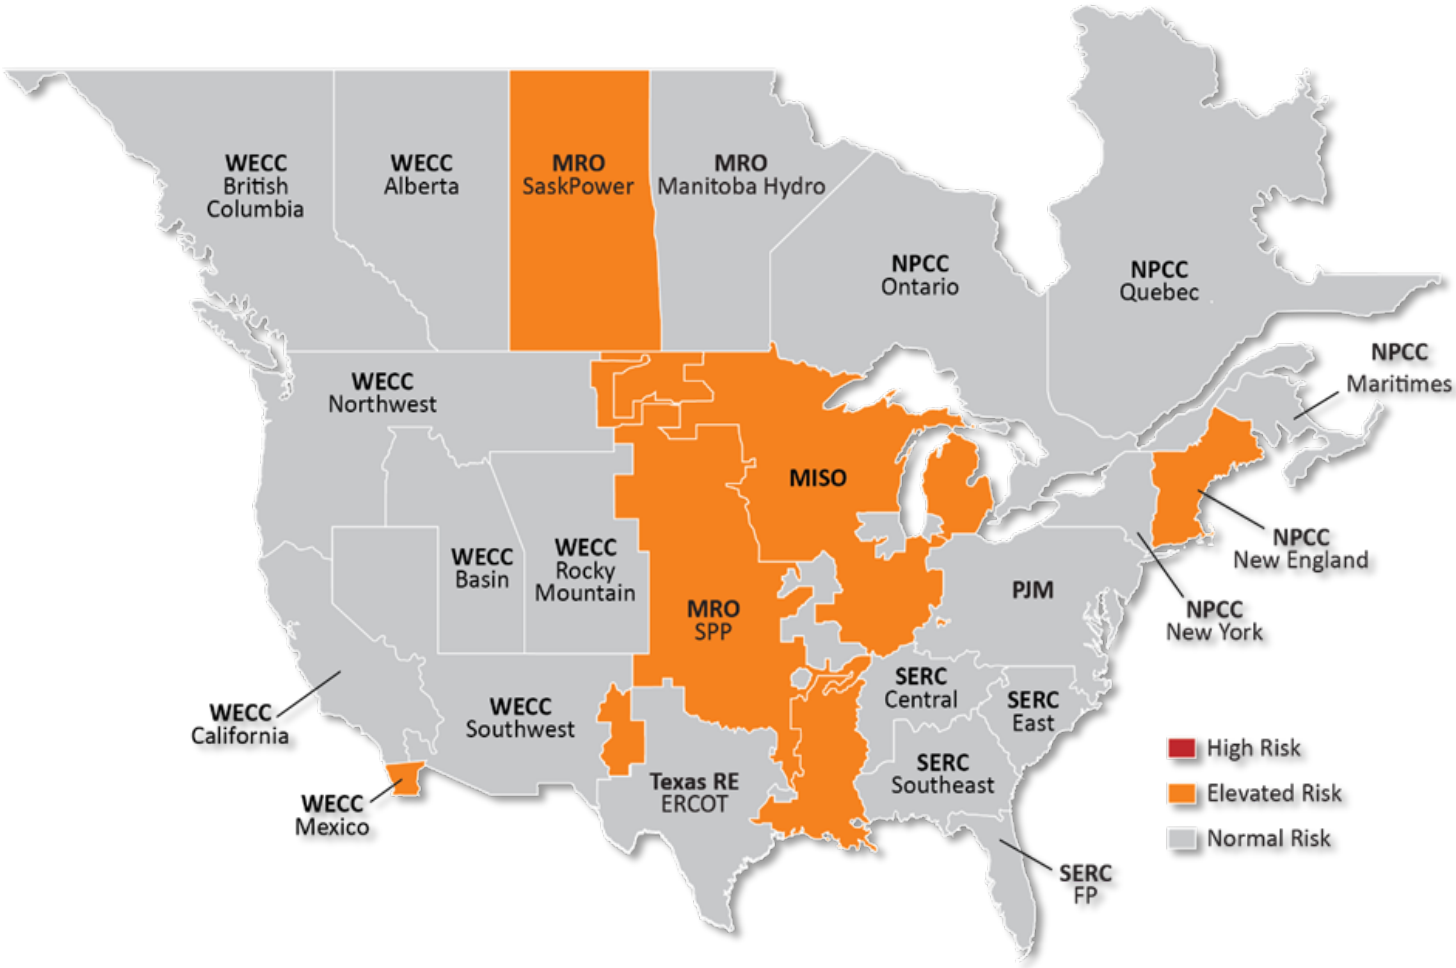 WECC
British
Columbia
WECC
Alberta
MRO
SaskPower
MRO
Manitoba Hydro
NPCC
Ontario
NPCC
Quebec
NPCC
Maritimes
WECC
Northwest
MISO
WECC
Basin
WECC
Rocky
Mountain
MRO
SPP
PJM
NPCC
New England
NPCC
New York
WECC
California
WECC
Southwest
SERC
Central
SERC
East
SERC
Southeast
Texas RE
ERCOT
WECC
Mexico
SERC
FP
High Risk
Elevated Risk
Normal Risk